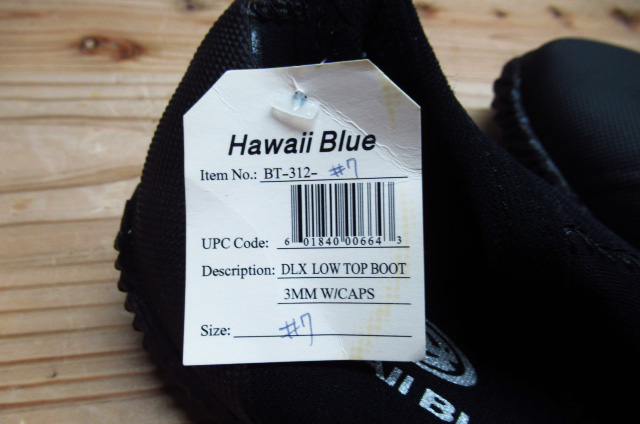 Hawaii Blue
Item No.: BT-312- #7
UPC Code: 6 01840 00664 3
Description: DLX LOW TOP BOOT
3MM W/CAPS
Size: #7